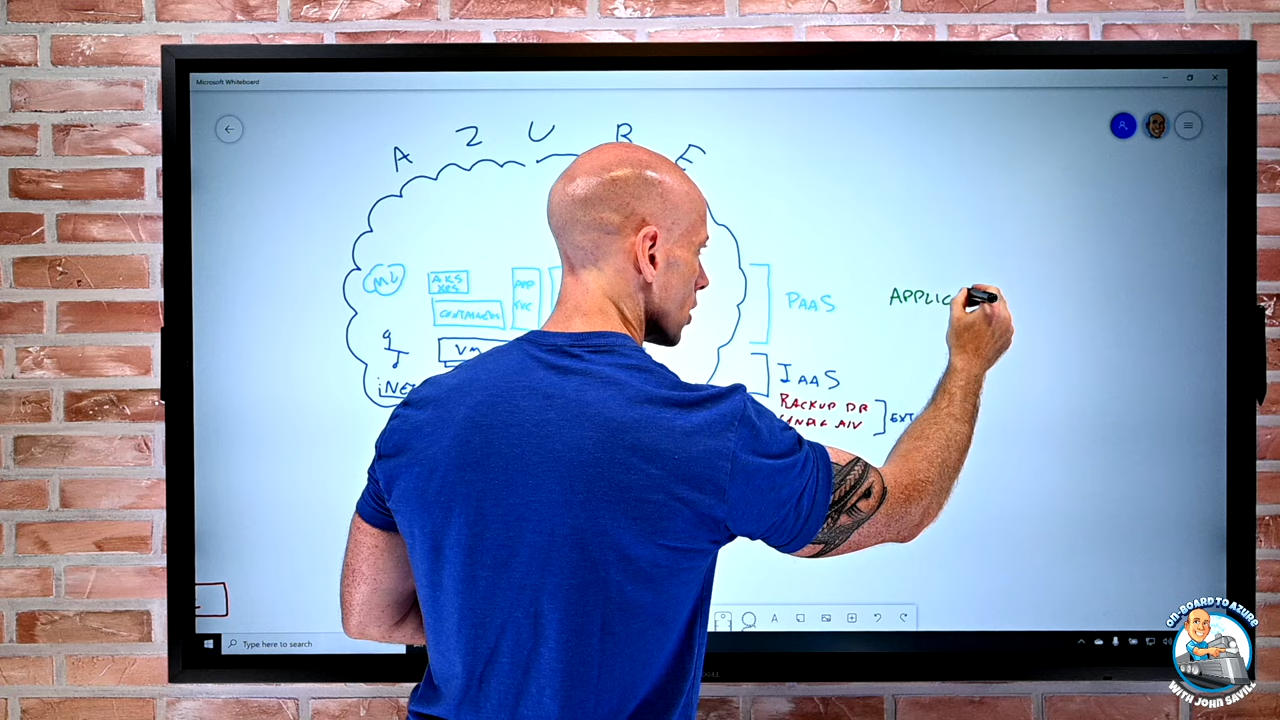 Microsoft Whiteboard
A Z U R E
ML
AKS
APP
SVC
CONTAINERS
PAAS
APPLIC
VM
iNET
IAAS
BACKUP DR
EXT
Type here to search
ON-BOARD TO AZURE
WITH JOHN SAVILL